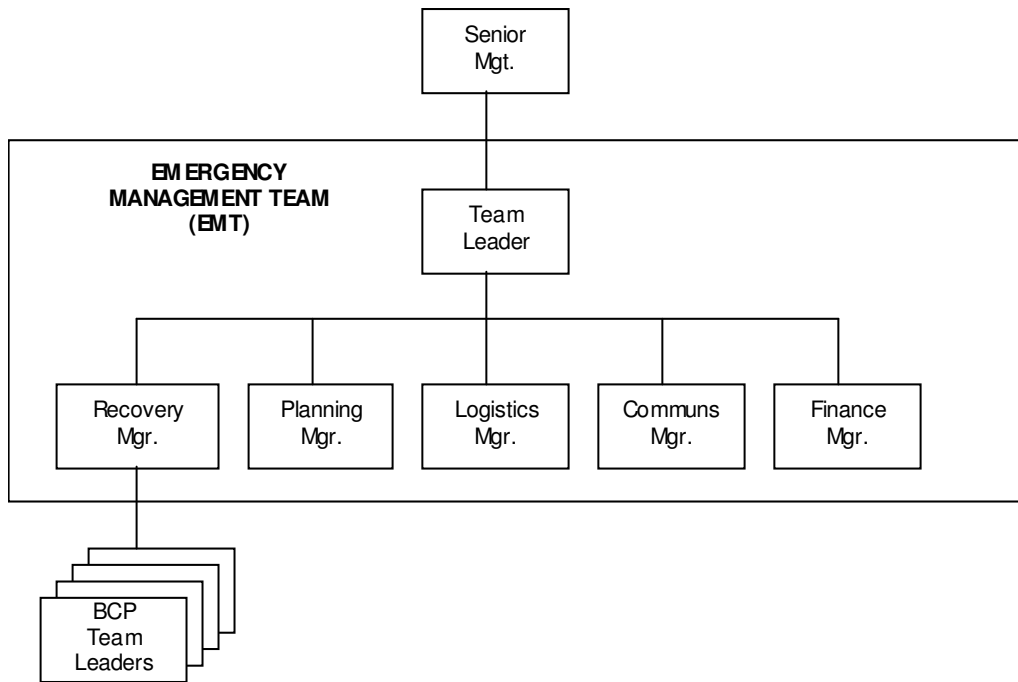 Senior
Mgt.
EMERGENCY
MANAGEMENT TEAM
(EMT)
Team
Leader
Recovery
Mgr.
Planning
Mgr.
Logistics
Mgr.
Communs
Mgr.
Finance
Mgr.
BCP
Team
Leaders